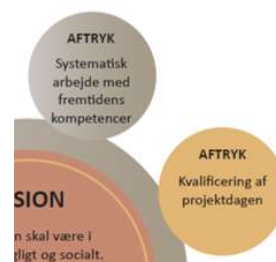 AFTRYK
Systematisk
arbejde med
fremtidens
kompetencer
AFTRYK
Kvalificering af
projektdagen
SION
n skal være i
gligt og socialt.